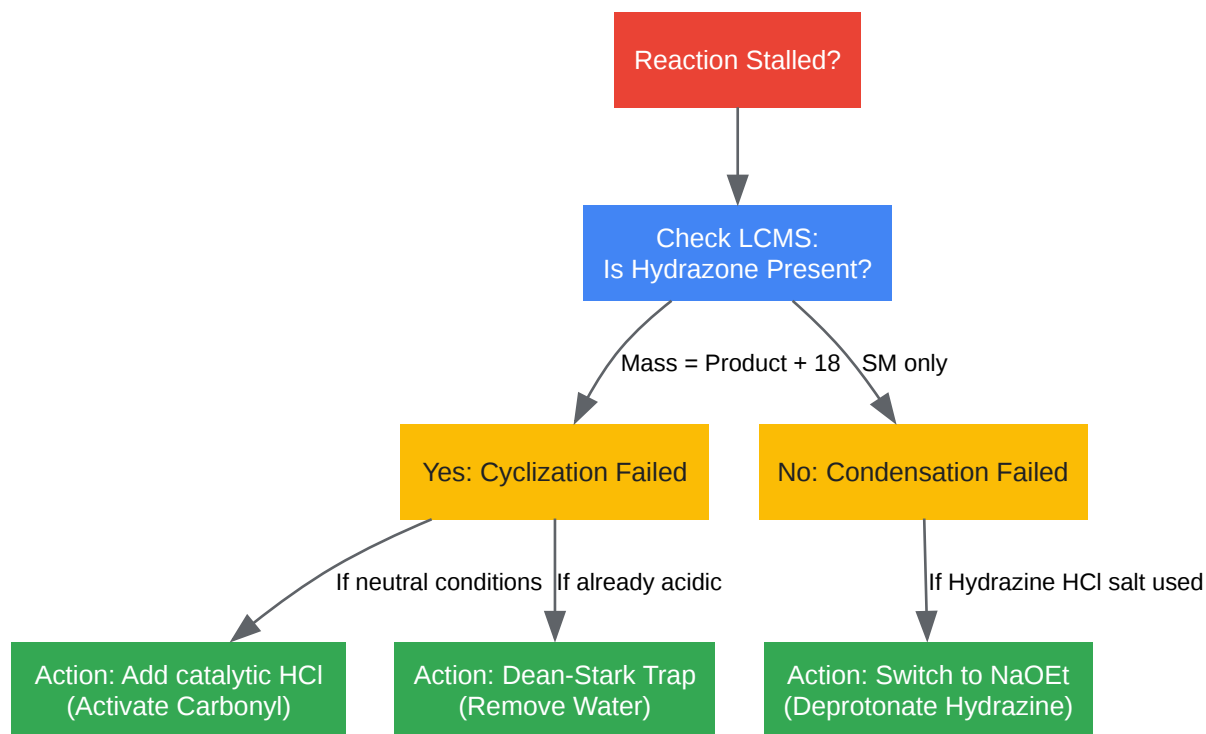 Reaction Stalled?
Check LCMS:
Is Hydrazone Present?
Mass = Product + 18
SM only
Yes: Cyclization Failed
No: Condensation Failed
If neutral conditions
If already acidic
If Hydrazine HCl salt used
Action: Add catalytic HCl
(Activate Carbonyl)
Action: Dean-Stark Trap
(Remove Water)
Action: Switch to NaOEt
(Deprotonate Hydrazine)